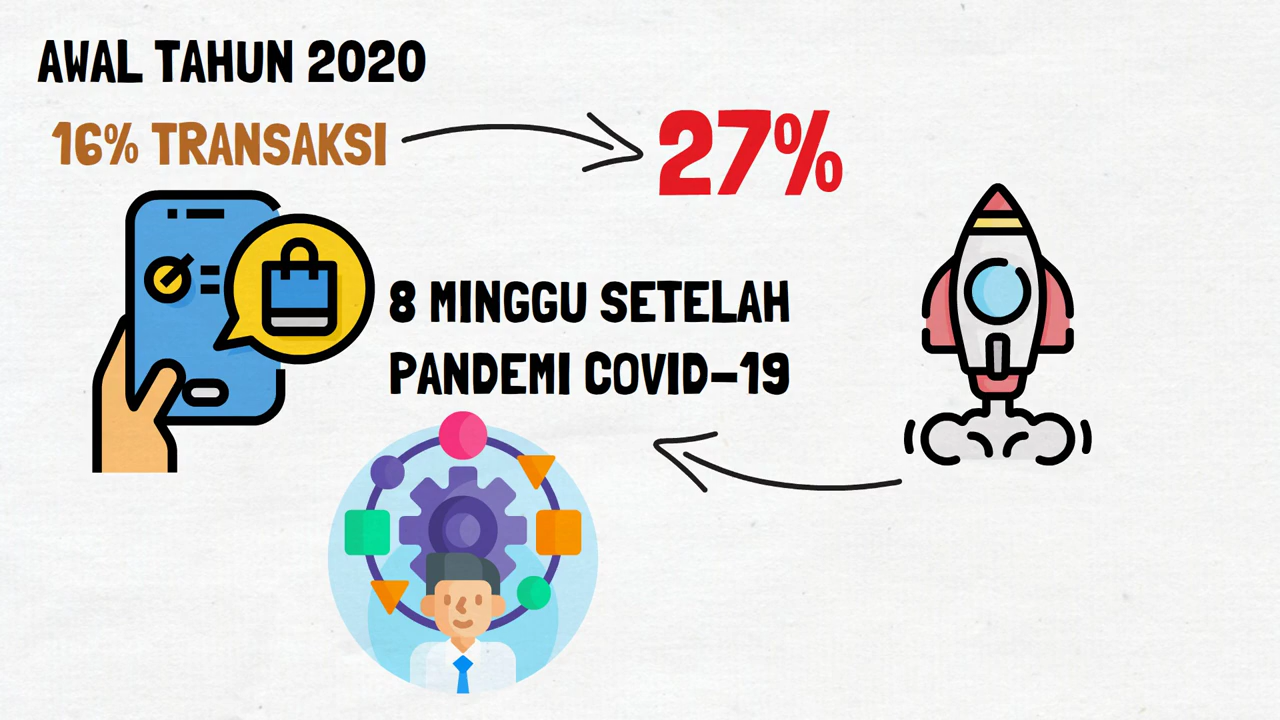 AWAL TAHUN 2020
16% TRANSAKSI
27%
8 MINGGU SETELAH
PANDEMI COVID-19